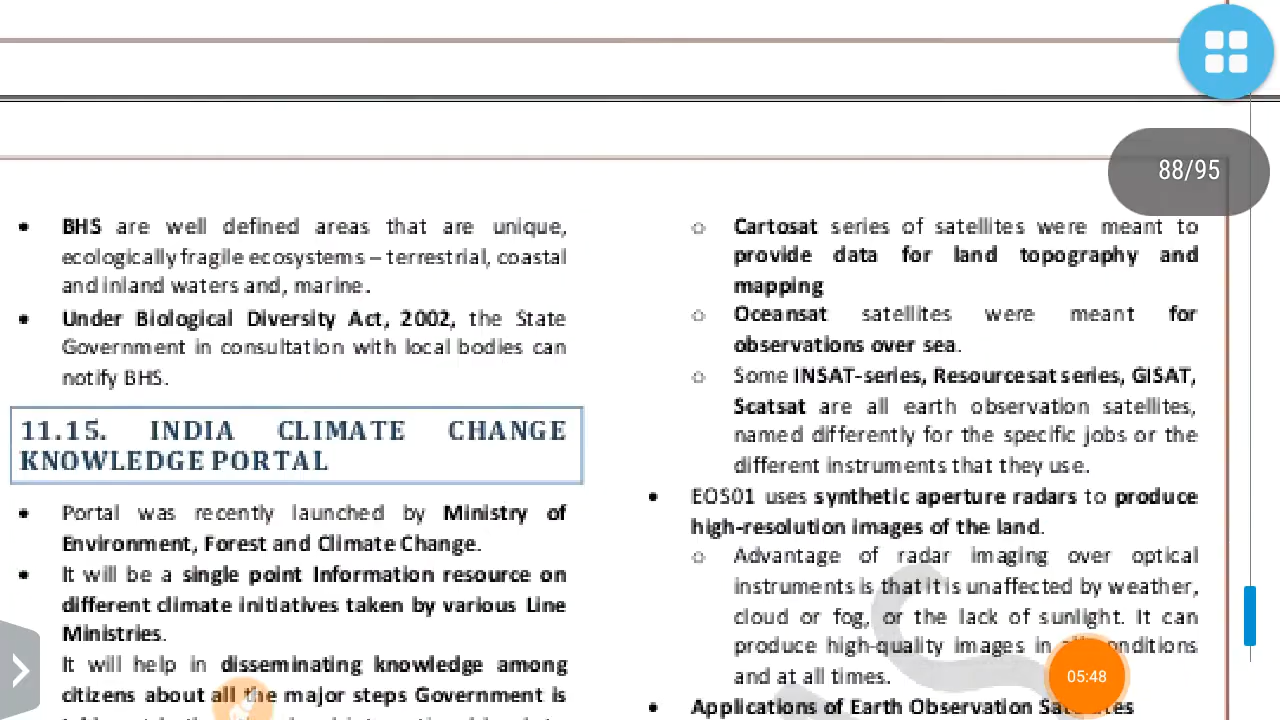 88/95
BHS are well defined areas that are unique,
ecologically fragile ecosystems – terrestrial, coastal
and inland waters and, marine.
Under Biological Diversity Act, 2002, the State
Government in consultation with local bodies can
notify BHS.
11.15. INDIA CLIMATE CHANGE
KNOWLEDGE PORTAL
Portal was recently launched by Ministry of
Environment, Forest and Climate Change.
It will be a single point Information resource on
different climate initiatives taken by various Line
Ministries.
It will help in disseminating knowledge among
citizens about all the major steps Government is
Cartosat series of satellites were meant to
provide data for land topography and
mapping
Oceansat satellites were meant for
observations over sea.
Some INSAT-series, Resourcesat series, GISAT,
Scatsat are all earth observation satellites,
named differently for the specific jobs or the
different instruments that they use.
EOS01 uses synthetic aperture radars to produce
high-resolution images of the land.
Advantage of radar imaging over optical
instruments is that it is unaffected by weather,
cloud or fog, or the lack of sunlight. It can
produce high-quality images in all conditions
and at all times.
Applications of Earth Observation Satellites
05:48